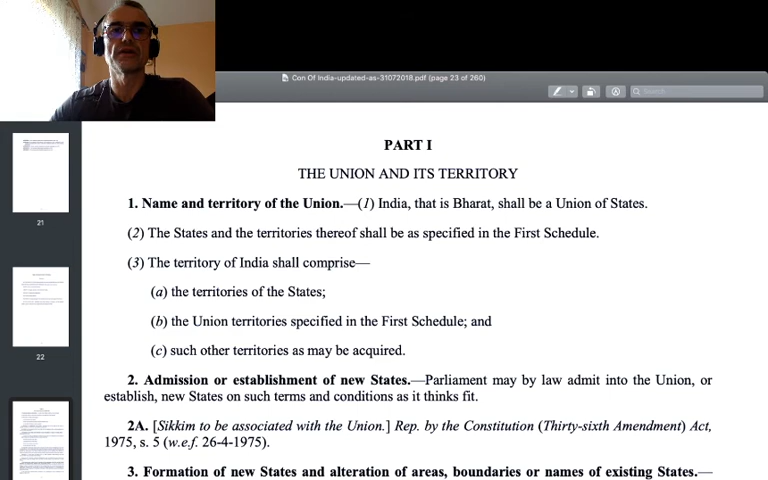 Con Of India-updated-as-31072018.pdf (page 23 of 260)
Search
21
22
PART I
THE UNION AND ITS TERRITORY
1. Name and territory of the Union.—(1) India, that is Bharat, shall be a Union of States.
(2) The States and the territories thereof shall be as specified in the First Schedule.
(3) The territory of India shall comprise—
(a) the territories of the States;
(b) the Union territories specified in the First Schedule; and
(c) such other territories as may be acquired.
2. Admission or establishment of new States.—Parliament may by law admit into the Union, or
establish, new States on such terms and conditions as it thinks fit.
2A. [Sikkim to be associated with the Union.] Rep. by the Constitution (Thirty-sixth Amendment) Act,
1975, s. 5 (w.e.f. 26-4-1975).
3. Formation of new States and alteration of areas, boundaries or names of existing States.—